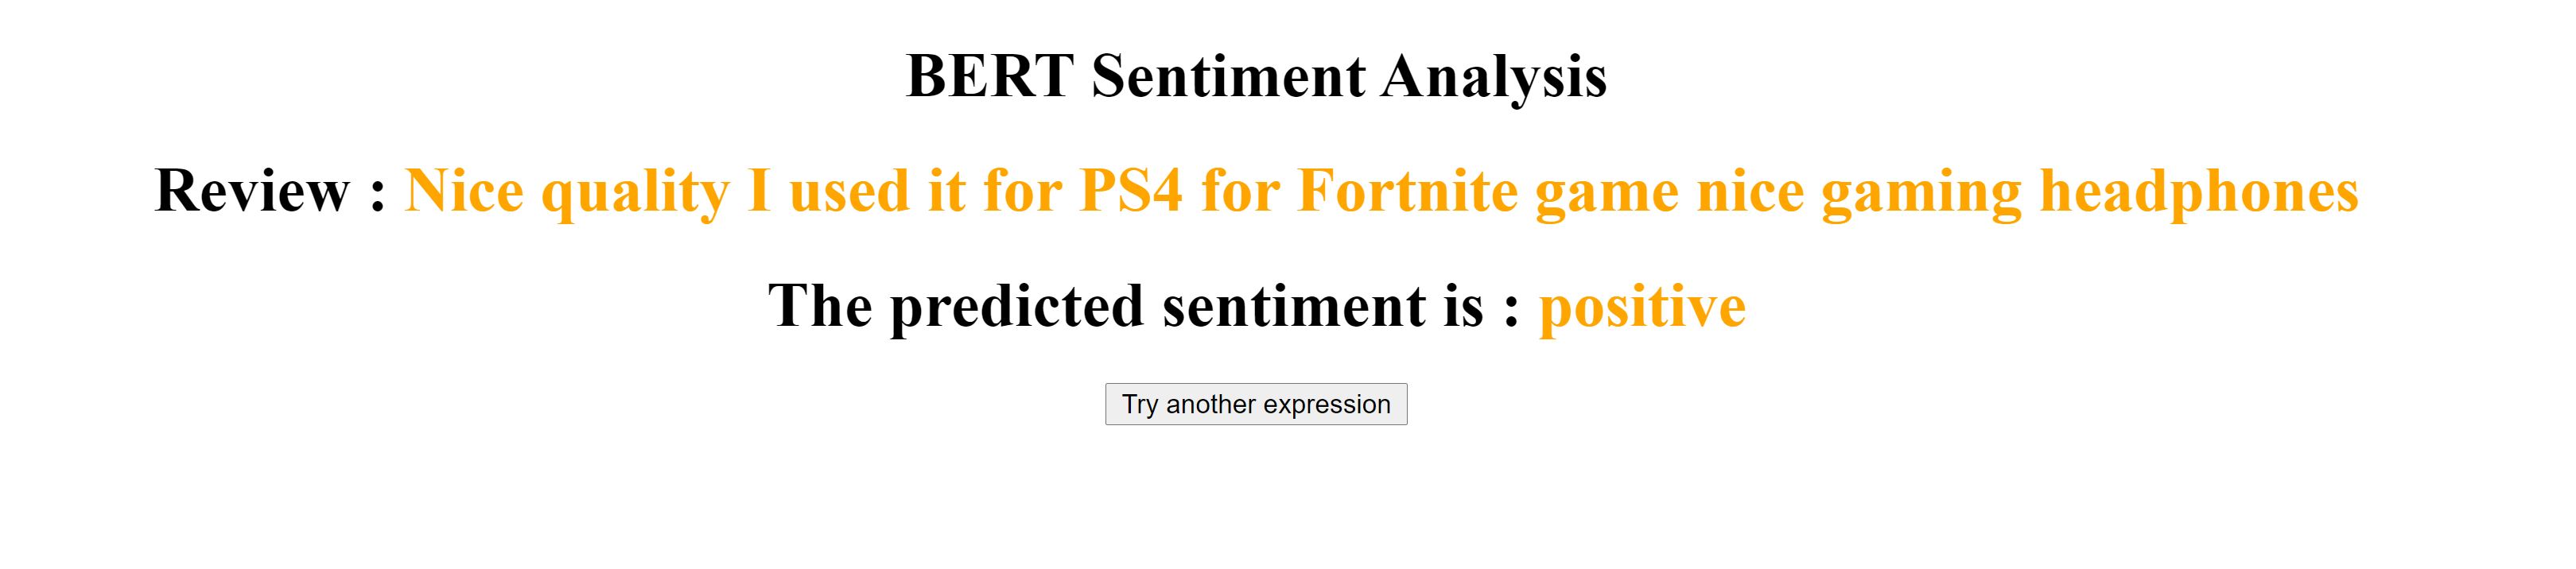 BERT Sentiment Analysis
Review : Nice quality I used it for PS4 for Fortnite game nice gaming headphones
The predicted sentiment is : positive
Try another expression